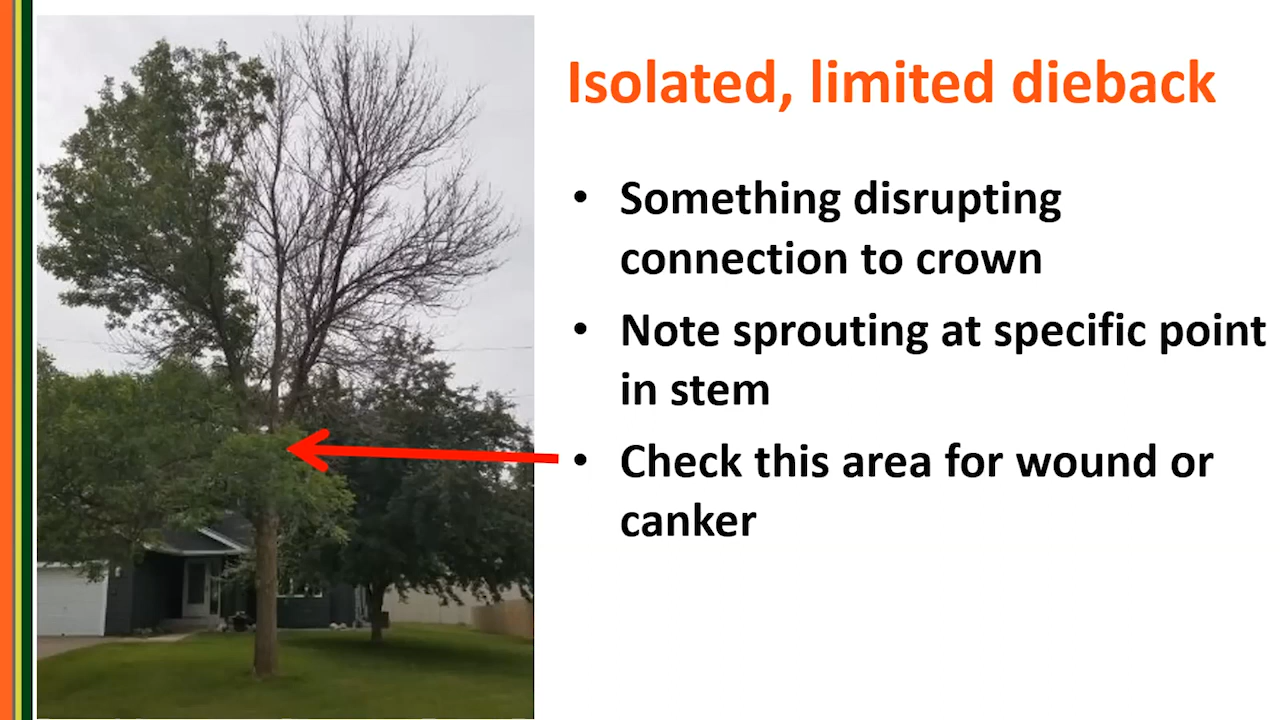 Isolated, limited dieback
• Something disrupting
connection to crown
• Note sprouting at specific point
in stem
• Check this area for wound or
canker